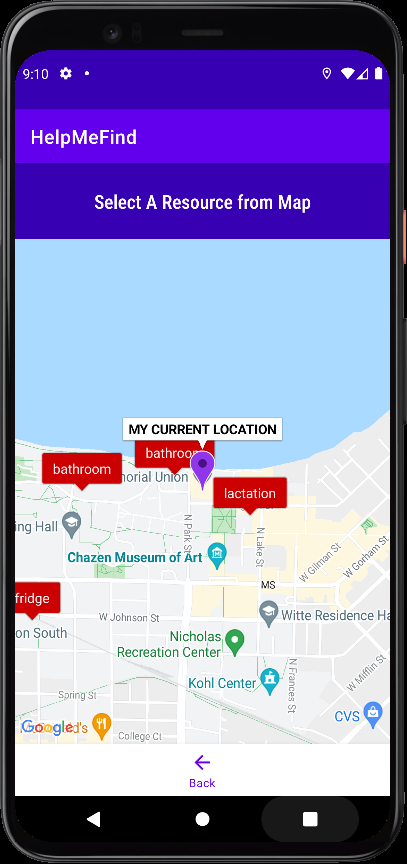 9:10
HelpMeFind
Select A Resource from Map
MY CURRENT LOCATION
bathroom
bathroom
morial Union
lactation
ing Hall
N Park St
N Lake St
Chazen Museum of Art
N Gilman St
W Gorham St
MS
fridge
W Johnson St
Witte Residence Ha
on South
Nicholas
Recreation Center
Kohl Center
N Frances St
W Mifflin St
Spring St
CVS
Google
d's
College Ct
Back